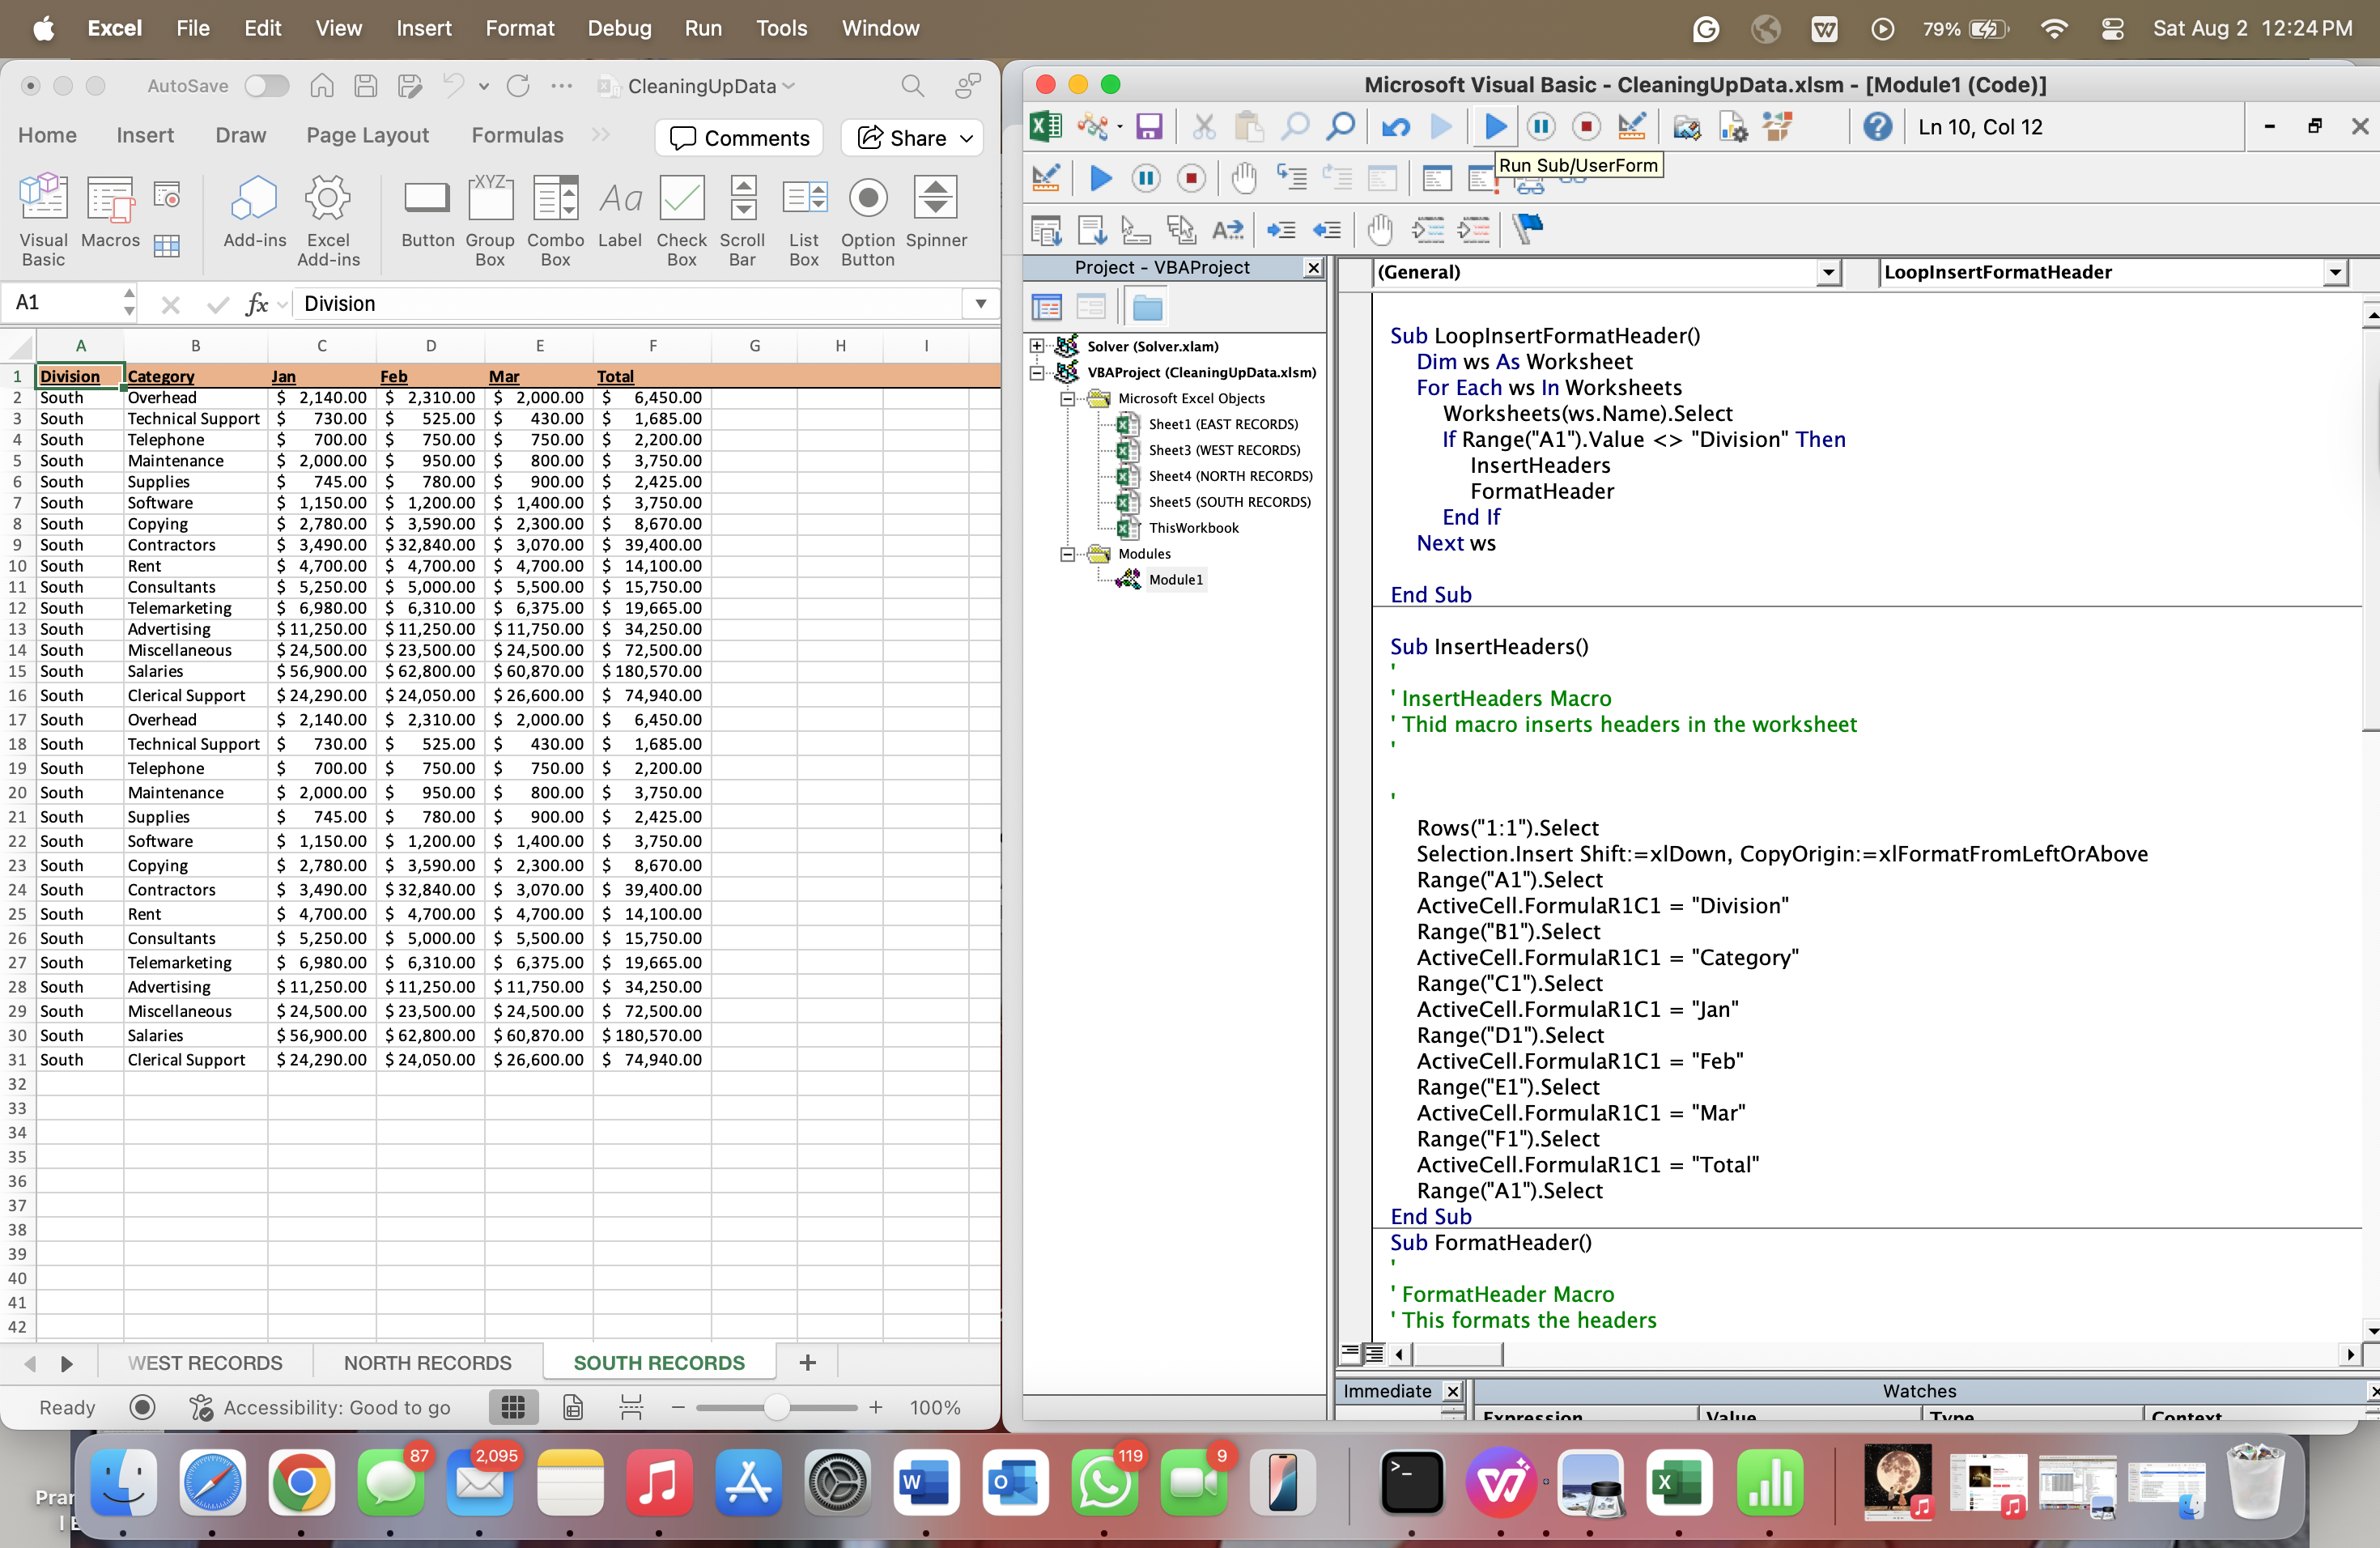 Excel File Edit View Insert Format Debug Run Tools Window 79% Sat Aug 2 12:24 PM
AutoSave CleaningUpData
Home Insert Draw Page Layout Formulas Comments Share
Visual Basic Macros Add-ins Excel Add-ins Button Group Box Combo Box Label Check Box Scroll Bar List Box Option Button Spinner
XYZ Aa
A1 fx Division
A B C D E F G H I
1 Division Category Jan Feb Mar Total
2 South Overhead $ 2,140.00 $ 2,310.00 $ 2,000.00 $ 6,450.00
3 South Technical Support $ 730.00 $ 525.00 $ 430.00 $ 1,685.00
4 South Telephone $ 700.00 $ 750.00 $ 750.00 $ 2,200.00
5 South Maintenance $ 2,000.00 $ 950.00 $ 800.00 $ 3,750.00
6 South Supplies $ 745.00 $ 780.00 $ 900.00 $ 2,425.00
7 South Software $ 1,150.00 $ 1,200.00 $ 1,400.00 $ 3,750.00
8 South Copying $ 2,780.00 $ 3,590.00 $ 2,300.00 $ 8,670.00
9 South Contractors $ 3,490.00 $ 32,840.00 $ 3,070.00 $ 39,400.00
10 South Rent $ 4,700.00 $ 4,700.00 $ 4,700.00 $ 14,100.00
11 South Consultants $ 5,250.00 $ 5,000.00 $ 5,500.00 $ 15,750.00
12 South Telemarketing $ 6,980.00 $ 6,310.00 $ 6,375.00 $ 19,665.00
13 South Advertising $ 11,250.00 $ 11,250.00 $ 11,750.00 $ 34,250.00
14 South Miscellaneous $ 24,500.00 $ 23,500.00 $ 24,500.00 $ 72,500.00
15 South Salaries $ 56,900.00 $ 62,800.00 $ 60,870.00 $ 180,570.00
16 South Clerical Support $ 24,290.00 $ 24,050.00 $ 26,600.00 $ 74,940.00
17 South Overhead $ 2,140.00 $ 2,310.00 $ 2,000.00 $ 6,450.00
18 South Technical Support $ 730.00 $ 525.00 $ 430.00 $ 1,685.00
19 South Telephone $ 700.00 $ 750.00 $ 750.00 $ 2,200.00
20 South Maintenance $ 2,000.00 $ 950.00 $ 800.00 $ 3,750.00
21 South Supplies $ 745.00 $ 780.00 $ 900.00 $ 2,425.00
22 South Software $ 1,150.00 $ 1,200.00 $ 1,400.00 $ 3,750.00
23 South Copying $ 2,780.00 $ 3,590.00 $ 2,300.00 $ 8,670.00
24 South Contractors $ 3,490.00 $ 32,840.00 $ 3,070.00 $ 39,400.00
25 South Rent $ 4,700.00 $ 4,700.00 $ 4,700.00 $ 14,100.00
26 South Consultants $ 5,250.00 $ 5,000.00 $ 5,500.00 $ 15,750.00
27 South Telemarketing $ 6,980.00 $ 6,310.00 $ 6,375.00 $ 19,665.00
28 South Advertising $ 11,250.00 $ 11,250.00 $ 11,750.00 $ 34,250.00
29 South Miscellaneous $ 24,500.00 $ 23,500.00 $ 24,500.00 $ 72,500.00
30 South Salaries $ 56,900.00 $ 62,800.00 $ 60,870.00 $ 180,570.00
31 South Clerical Support $ 24,290.00 $ 24,050.00 $ 26,600.00 $ 74,940.00
32
33
34
35
36
37
38
39
40
41
42
WEST RECORDS NORTH RECORDS SOUTH RECORDS +
Ready Accessibility: Good to go 100%
Microsoft Visual Basic - CleaningUpData.xlsm - [Module1 (Code)]
Ln 10, Col 12
Run Sub/UserForm
Project - VBAProject
Solver (Solver.xlam)
VBAProject (CleaningUpData.xlsm)
Microsoft Excel Objects
Sheet1 (EAST RECORDS)
Sheet3 (WEST RECORDS)
Sheet4 (NORTH RECORDS)
Sheet5 (SOUTH RECORDS)
ThisWorkbook
Modules
Module1
(General) LoopInsertFormatHeader
Sub LoopInsertFormatHeader()
Dim ws As Worksheet
For Each ws In Worksheets
Worksheets(ws.Name).Select
If Range("A1").Value <> "Division" Then
InsertHeaders
FormatHeader
End If
Next ws
End Sub
Sub InsertHeaders()
'
' InsertHeaders Macro
' Thid macro inserts headers in the worksheet
'
'
Rows("1:1").Select
Selection.Insert Shift:=xlDown, CopyOrigin:=xlFormatFromLeftOrAbove
Range("A1").Select
ActiveCell.FormulaR1C1 = "Division"
Range("B1").Select
ActiveCell.FormulaR1C1 = "Category"
Range("C1").Select
ActiveCell.FormulaR1C1 = "Jan"
Range("D1").Select
ActiveCell.FormulaR1C1 = "Feb"
Range("E1").Select
ActiveCell.FormulaR1C1 = "Mar"
Range("F1").Select
ActiveCell.FormulaR1C1 = "Total"
Range("A1").Select
End Sub
Sub FormatHeader()
'
' FormatHeader Macro
' This formats the headers
Immediate Watches
Expression Value Type Context
87 2,095 119 9